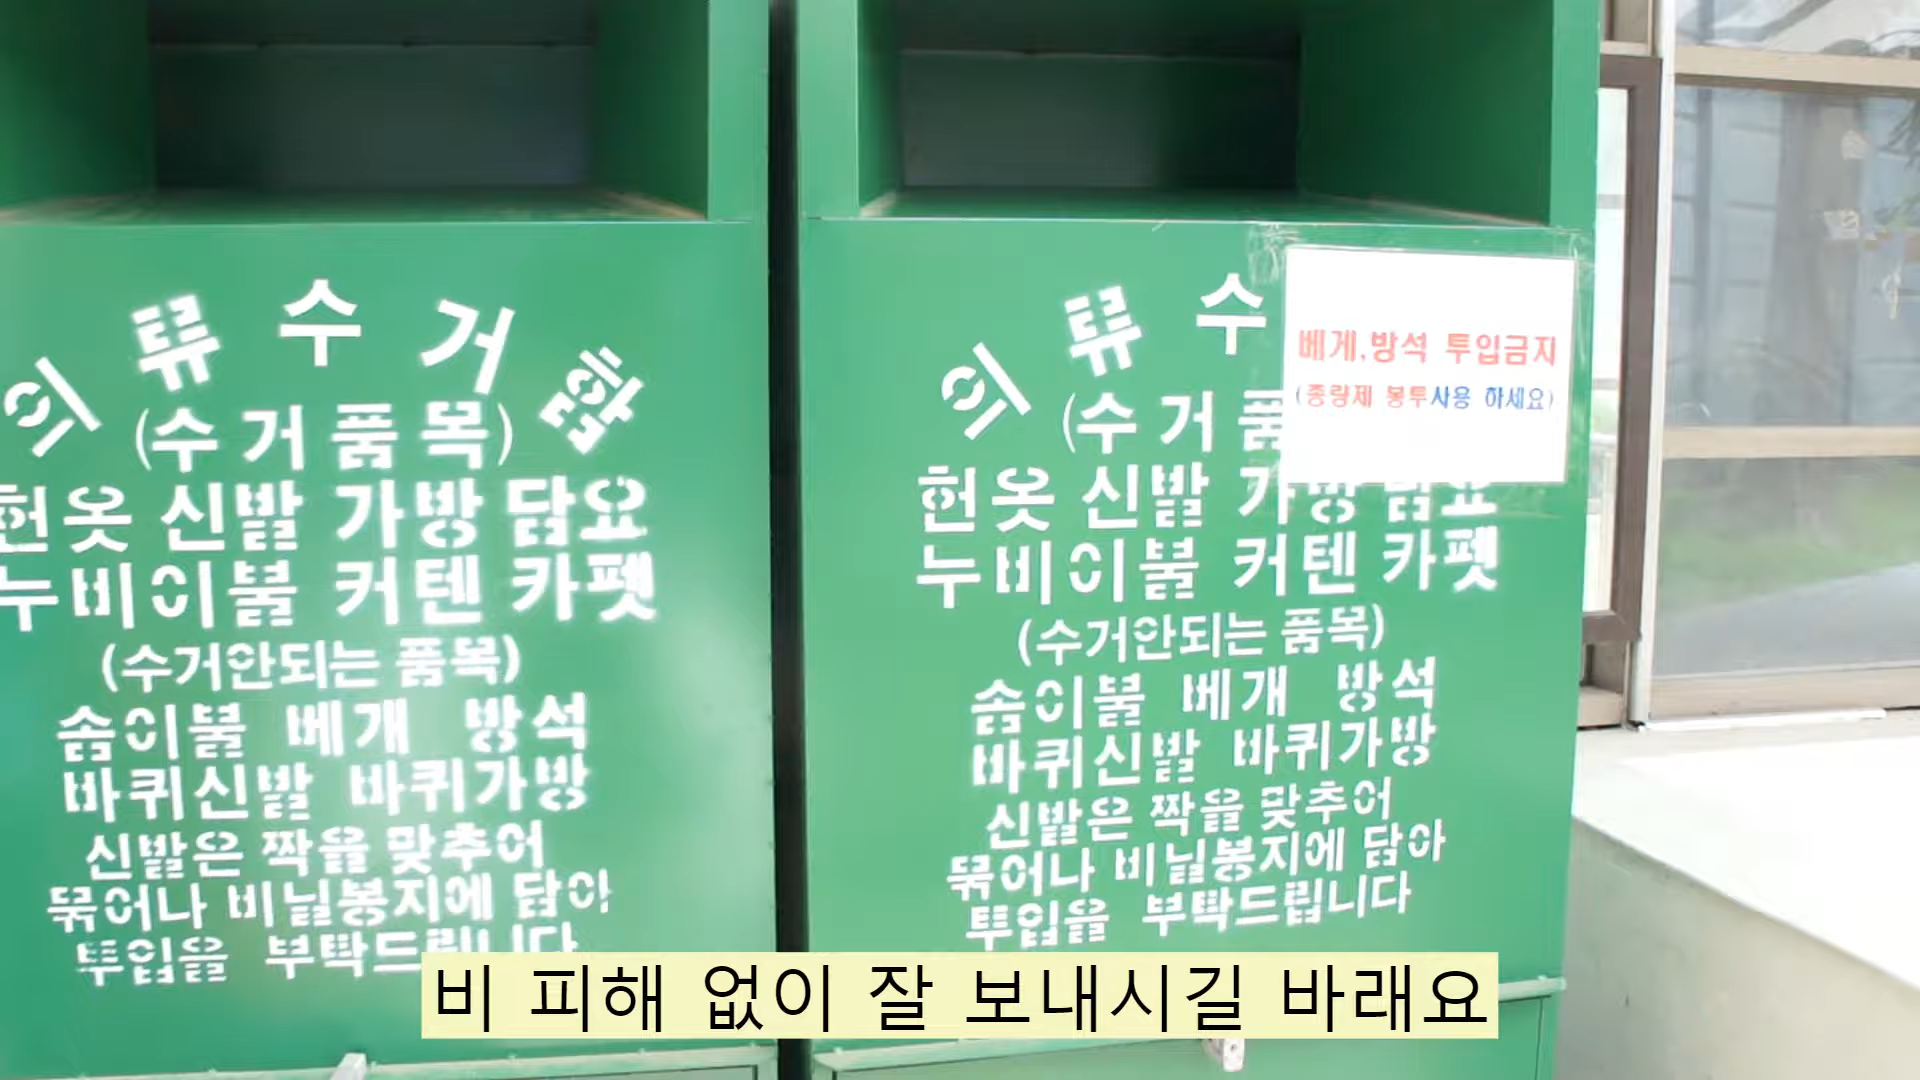 의류수거함
(수거품목)
헌옷 신발 가방 담요
누비이불 커텐 카펫
(수거안되는 품목)
솜이불 베개 방석
바퀴신발 바퀴가방
신발은 짝을 맞추어
묶어나 비닐봉지에 담아
투입을 부탁드립니다
의류수
(수거품
헌옷 신발 가방 담요
누비이불 커텐 카펫
(수거안되는 품목)
솜이불 베개 방석
바퀴신발 바퀴가방
신발은 짝을 맞추어
묶어나 비닐봉지에 담아
투입을 부탁드립니다
베게,방석 투입금지
(종량제 봉투사용 하세요)
비 피해 없이 잘 보내시길 바래요